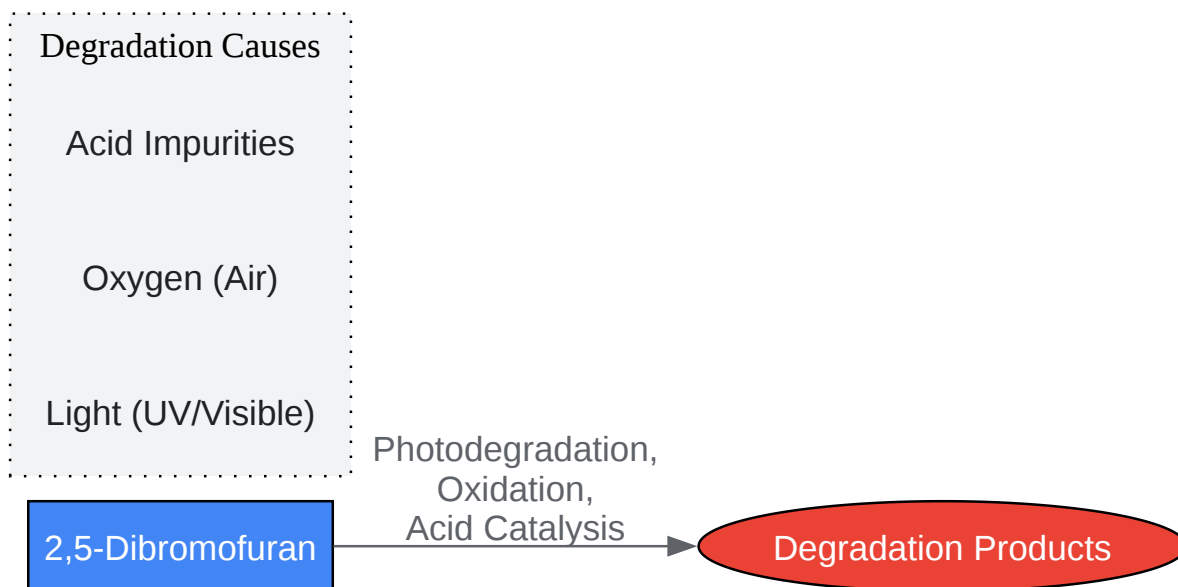 Degradation Causes
Acid Impurities
Oxygen (Air)
Light (UV/Visible)
Photodegradation,
Oxidation,
Acid Catalysis
2,5-Dibromofuran
Degradation Products